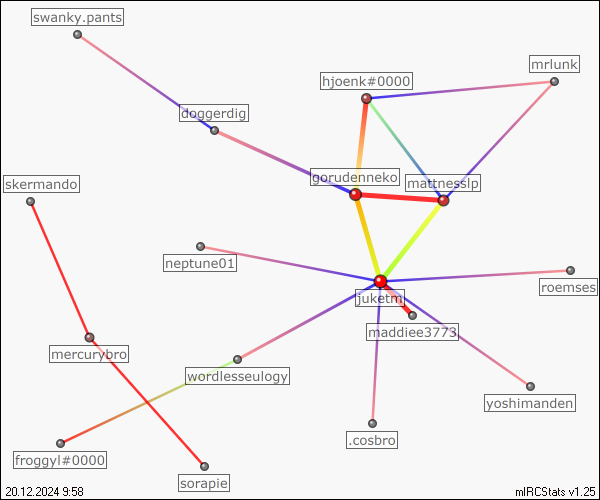 swanky.pants
mrlunk
hjoenk#0000
doggerdig
gorudenneko
mattnesslp
skermando
neptune01
roemses
juketm
maddiee3773
mercurybro
wordlesseulogy
yoshimanden
.cosbro
froggyl#0000
sorapie
20.12.2024 9:58
mIRCStats v1.25